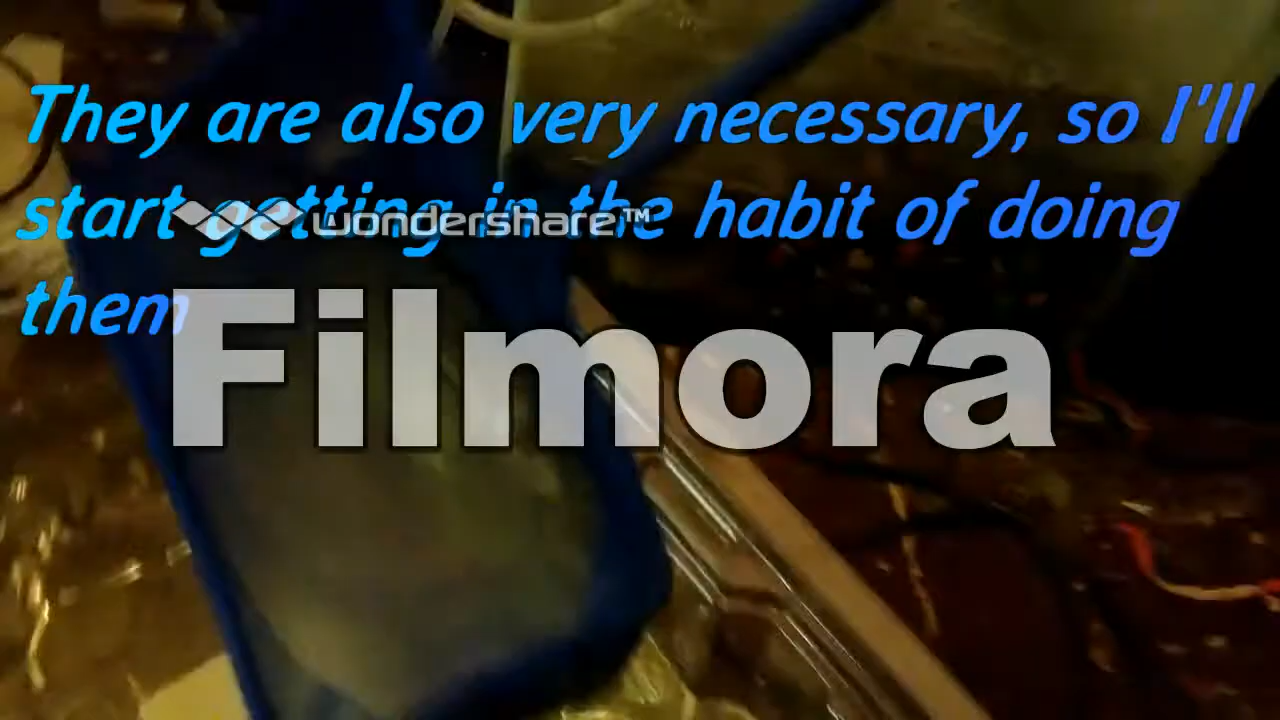 They are also very necessary, so I'll
start getting in the habit of doing
them
wondershare™
Filmora